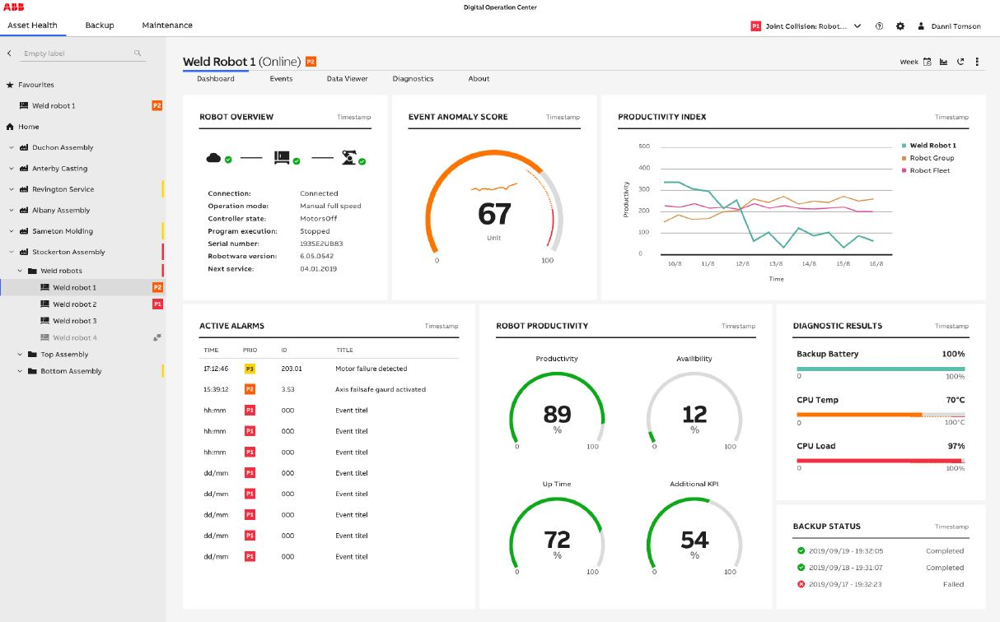 ABB
Digital Operation Center
Asset Health Backup Maintenance
P1 Joint Collision: Robot... Danni Tomson
Empty label
Favourites
Weld robot 1 P2
Home
Duchon Assembly
Anterby Casting
Revington Service
Albany Assembly
Sameton Molding
Stockerton Assembly
Weld robots
Weld robot 1 P2
Weld robot 2 P1
Weld robot 3
Weld robot 4
Top Assembly
Bottom Assembly
Weld Robot 1 (Online) P2
Week
Dashboard Events Data Viewer Diagnostics About
ROBOT OVERVIEW Timestamp
Connection: Connected
Operation mode: Manual full speed
Controller state: MotorsOff
Program execution: Stopped
Serial number: 193SE2UB83
Robotware version: 6.05.0542
Next service: 04.01.2019
EVENT ANOMALY SCORE Timestamp
67
Unit
0 100
PRODUCTIVITY INDEX Timestamp
500
400
300
200
100
0
Productivity
10/8 11/8 12/8 13/8 14/8 15/8 16/8
Time
Weld Robot 1
Robot Group
Robot Fleet
ACTIVE ALARMS Timestamp
TIME PRIO ID TITLE
17:12:46 P3 203.01 Motor failure detected
15:39:12 P2 3.53 Axis failsafe gaurd activated
hh:mm P1 000 Event titel
hh:mm P1 000 Event titel
hh:mm P1 000 Event titel
dd/mm P1 000 Event titel
dd/mm P1 000 Event titel
dd/mm P1 000 Event titel
dd/mm P1 000 Event titel
dd/mm P1 000 Event titel
ROBOT PRODUCTIVITY Timestamp
Productivity
89
%
0 100
Availibility
12
%
0 100
Up Time
72
%
0 100
Additional KPI
54
%
0 100
DIAGNOSTIC RESULTS Timestamp
Backup Battery 100%
0 100%
CPU Temp 70°C
0 100°C
CPU Load 97%
0 100%
BACKUP STATUS Timestamp
2019/09/19 - 19:32:05 Completed
2019/09/18 - 19:31:07 Completed
2019/09/17 - 19:32:23 Failed